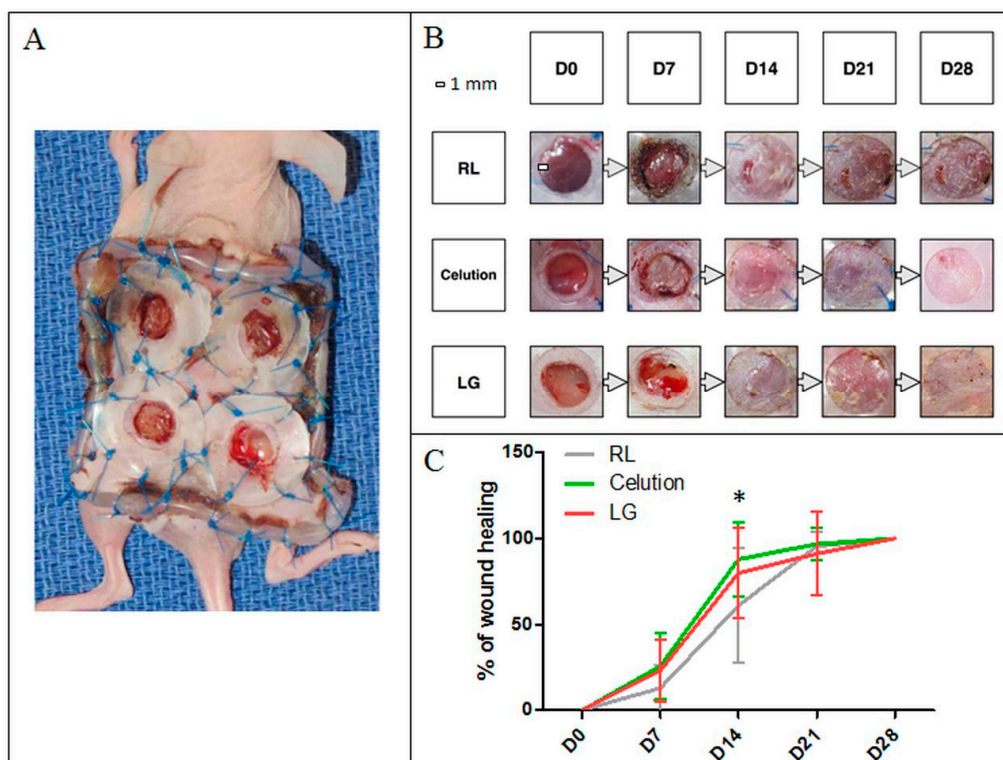 A
B
1 mm
D0 D7 D14 D21 D28
RL
Celution
LG
C
RL
Celution
LG
*
% of wound healing
150
100
50
0
D0 D7 D14 D21 D28